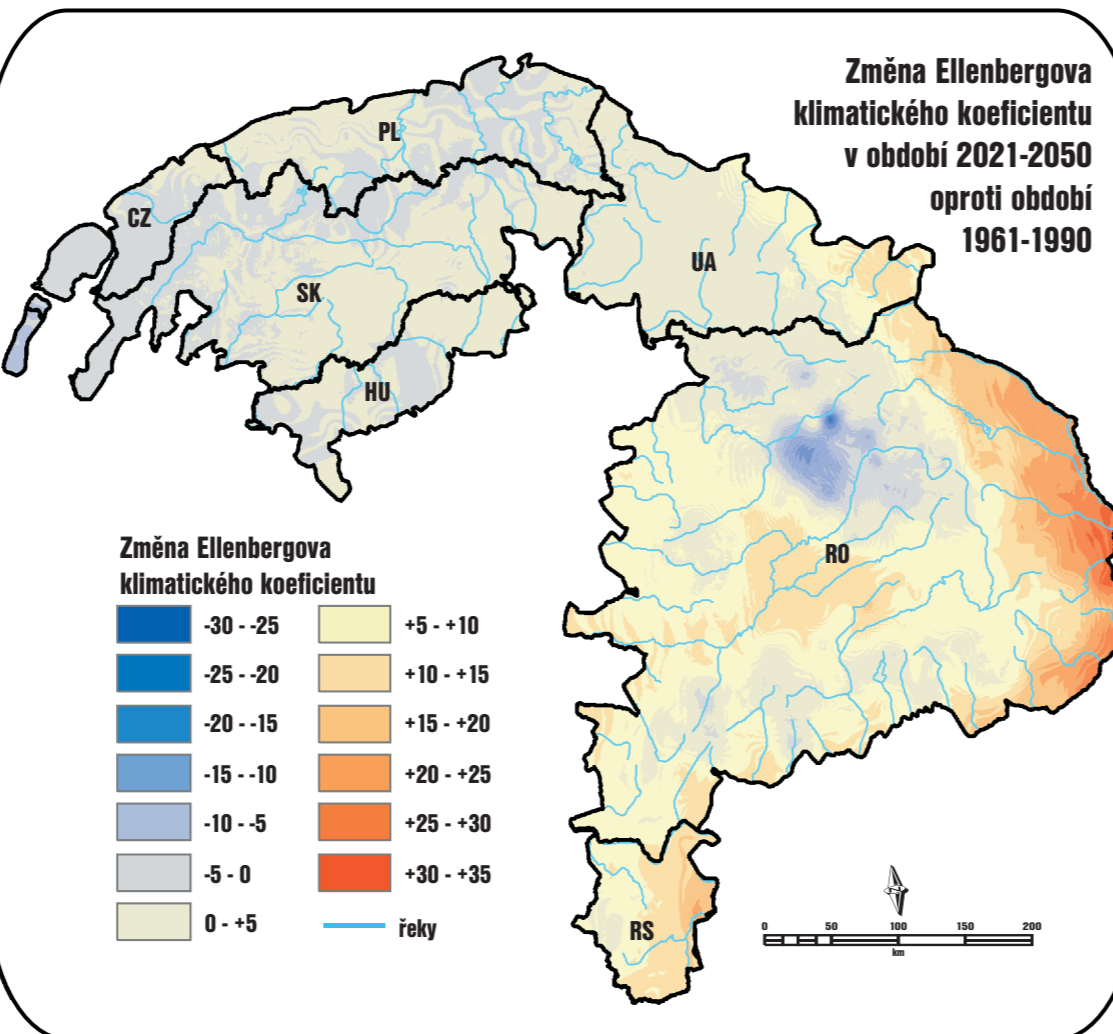 Změna Ellenbergova
klimatického koeficientu
v období 2021-2050
oproti období
1961-1990
PL
CZ
UA
SK
HU
RO
RS
Změna Ellenbergova
klimatického koeficientu
-30 - -25
-25 - -20
-20 - -15
-15 - -10
-10 - -5
-5 - 0
0 - +5
+5 - +10
+10 - +15
+15 - +20
+20 - +25
+25 - +30
+30 - +35
řeky
0 50 100 150 200
km